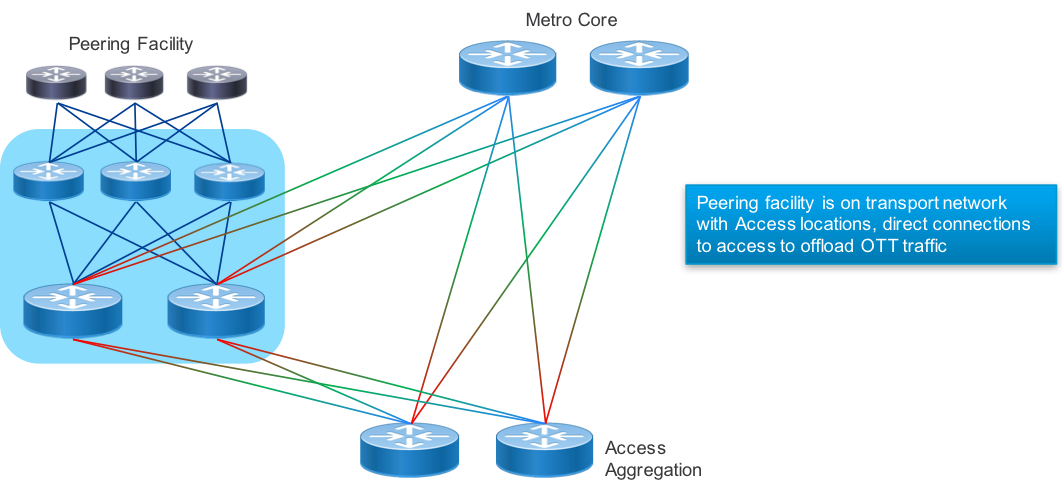 Metro Core
Peering Facility
Peering facility is on transport network
with Access locations, direct connections
to access to offload OTT traffic
Access
Aggregation